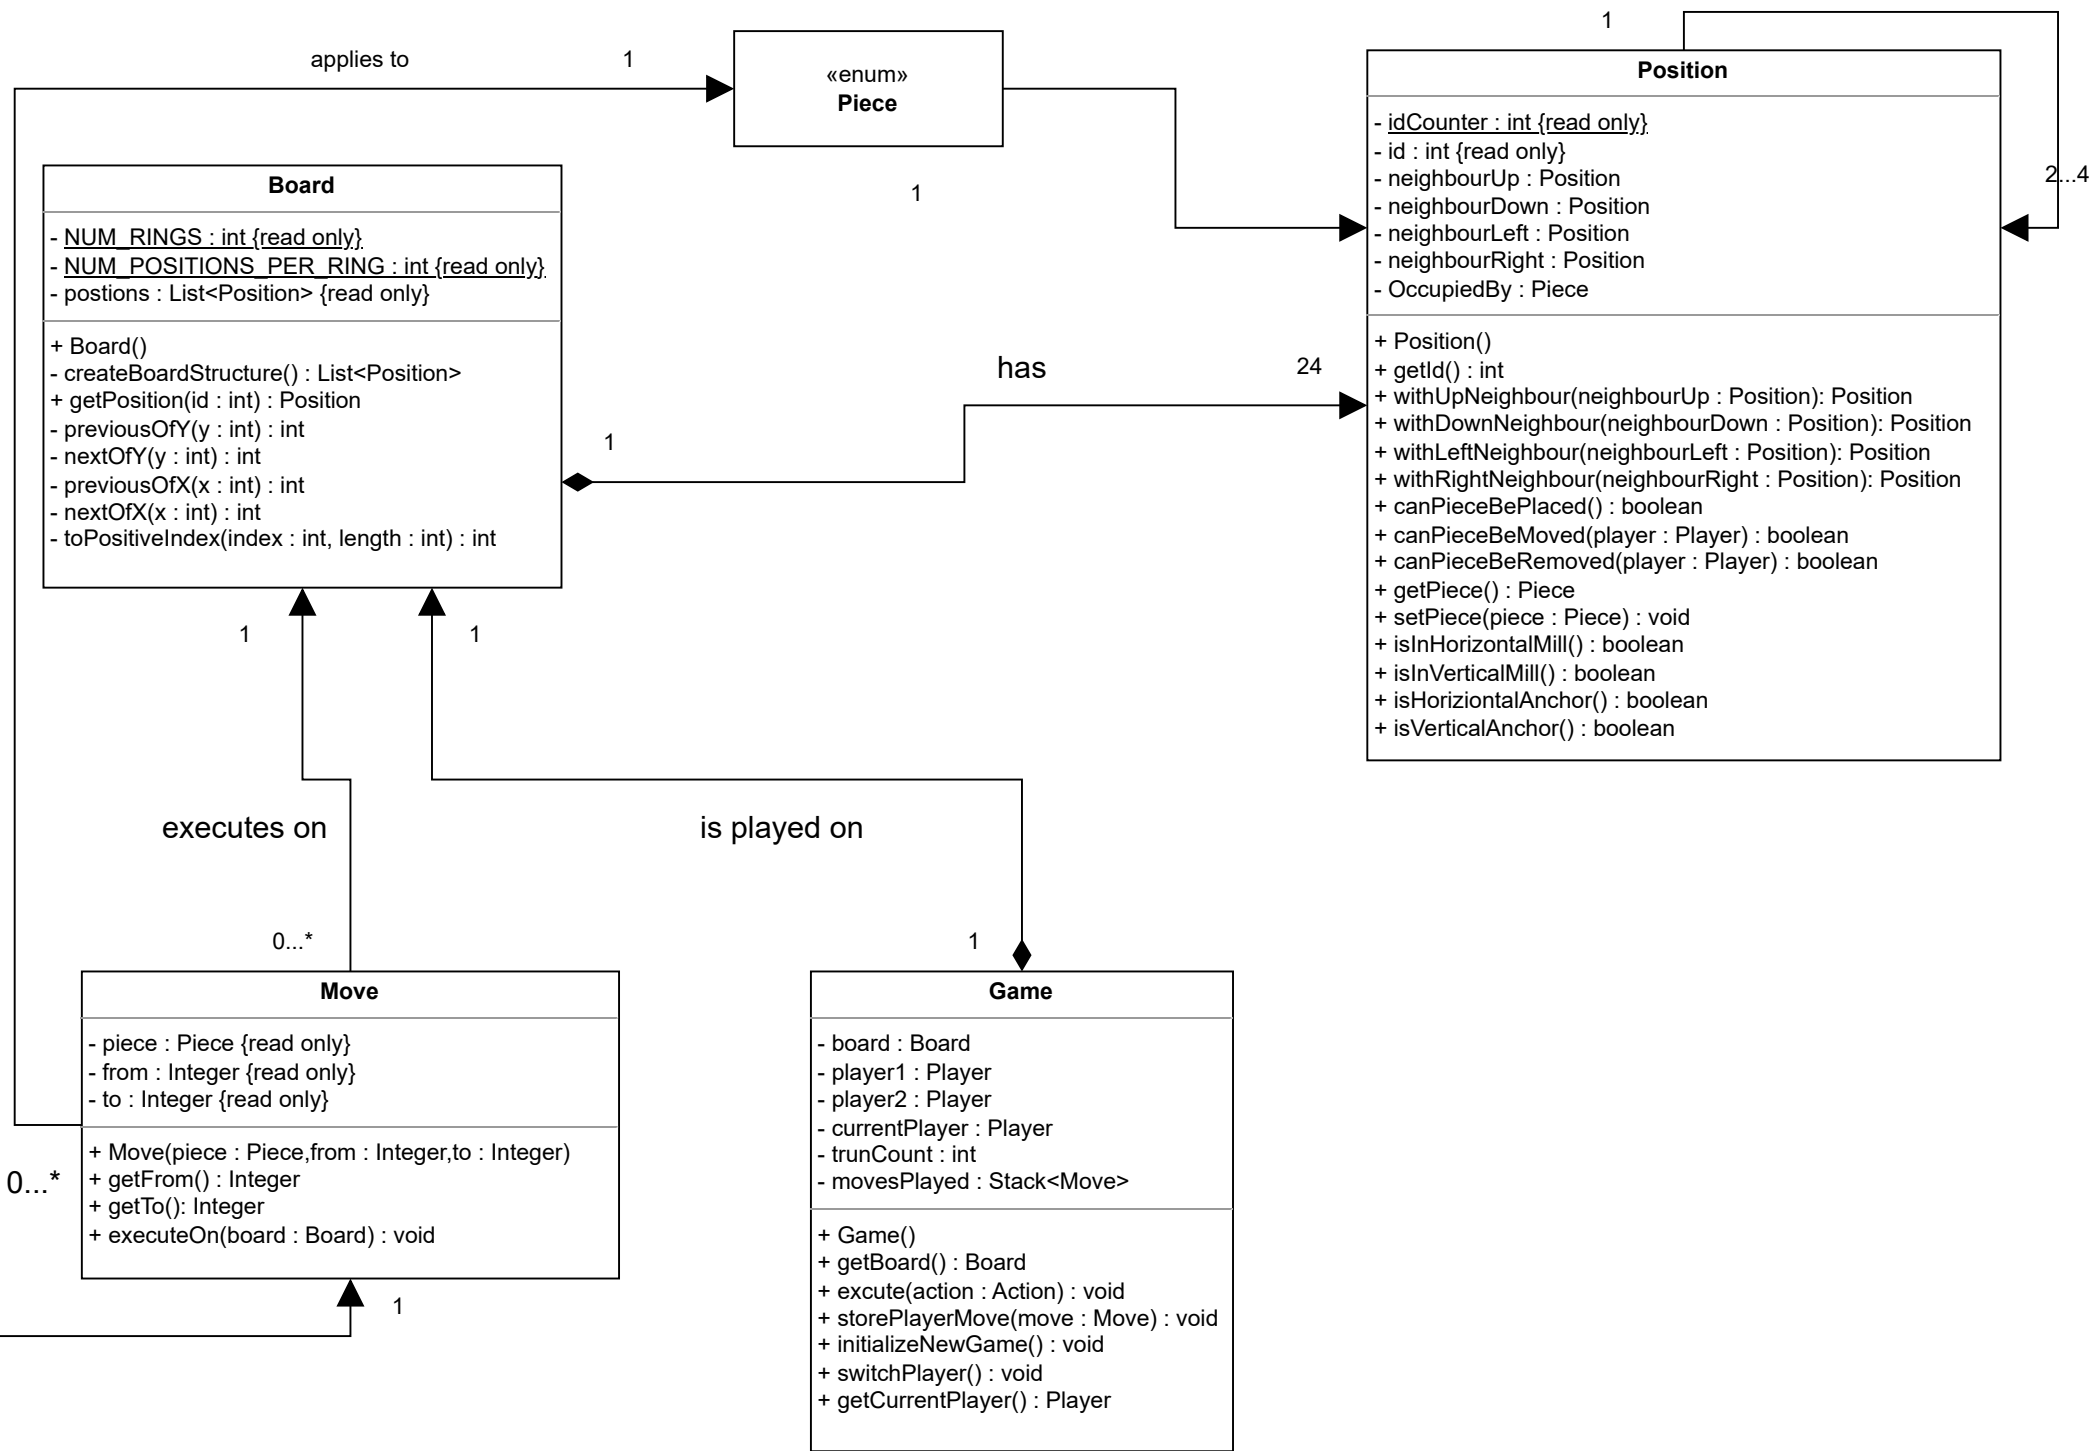 applies to
1
«enum»
Piece
1
1
2...4
Position
- idCounter : int {read only}
- id : int {read only}
- neighbourUp : Position
- neighbourDown : Position
- neighbourLeft : Position
- neighbourRight : Position
- OccupiedBy : Piece
+ Position()
+ getId() : int
+ withUpNeighbour(neighbourUp : Position): Position
+ withDownNeighbour(neighbourDown : Position): Position
+ withLeftNeighbour(neighbourLeft : Position): Position
+ withRightNeighbour(neighbourRight : Position): Position
+ canPieceBePlaced() : boolean
+ canPieceBeMoved(player : Player) : boolean
+ canPieceBeRemoved(player : Player) : boolean
+ getPiece() : Piece
+ setPiece(piece : Piece) : void
+ isInHorizontalMill() : boolean
+ isInVerticalMill() : boolean
+ isHoriziontalAnchor() : boolean
+ isVerticalAnchor() : boolean
Board
- NUM_RINGS : int {read only}
- NUM_POSITIONS_PER_RING : int {read only}
- postions : List<Position> {read only}
+ Board()
- createBoardStructure() : List<Position>
+ getPosition(id : int) : Position
- previousOfY(y : int) : int
- nextOfY(y : int) : int
- previousOfX(x : int) : int
- nextOfX(x : int) : int
- toPositiveIndex(index : int, length : int) : int
has
24
1
1
1
executes on
is played on
0...*
1
Move
- piece : Piece {read only}
- from : Integer {read only}
- to : Integer {read only}
+ Move(piece : Piece,from : Integer,to : Integer)
+ getFrom() : Integer
+ getTo(): Integer
+ executeOn(board : Board) : void
0...*
1
Game
- board : Board
- player1 : Player
- player2 : Player
- currentPlayer : Player
- trunCount : int
- movesPlayed : Stack<Move>
+ Game()
+ getBoard() : Board
+ excute(action : Action) : void
+ storePlayerMove(move : Move) : void
+ initializeNewGame() : void
+ switchPlayer() : void
+ getCurrentPlayer() : Player